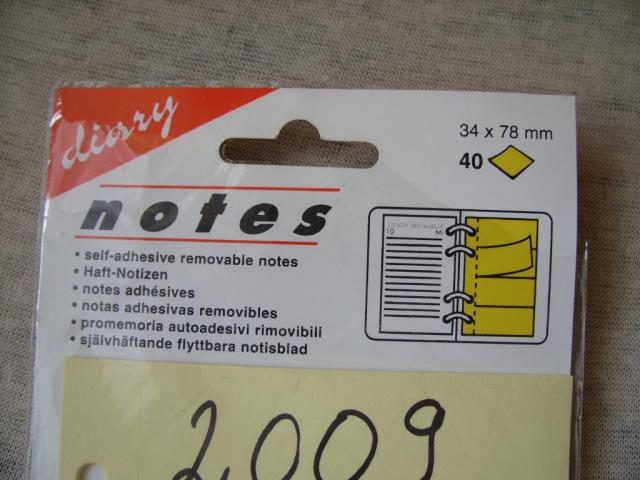 diary
34 x 78 mm
40
notes
• self-adhesive removable notes
• Haft-Notizen
• notes adhésives
• notas adhesivas removibles
• promemoria autoadesivi rimovibili
• självhäftande flyttbara notisblad
10
2009